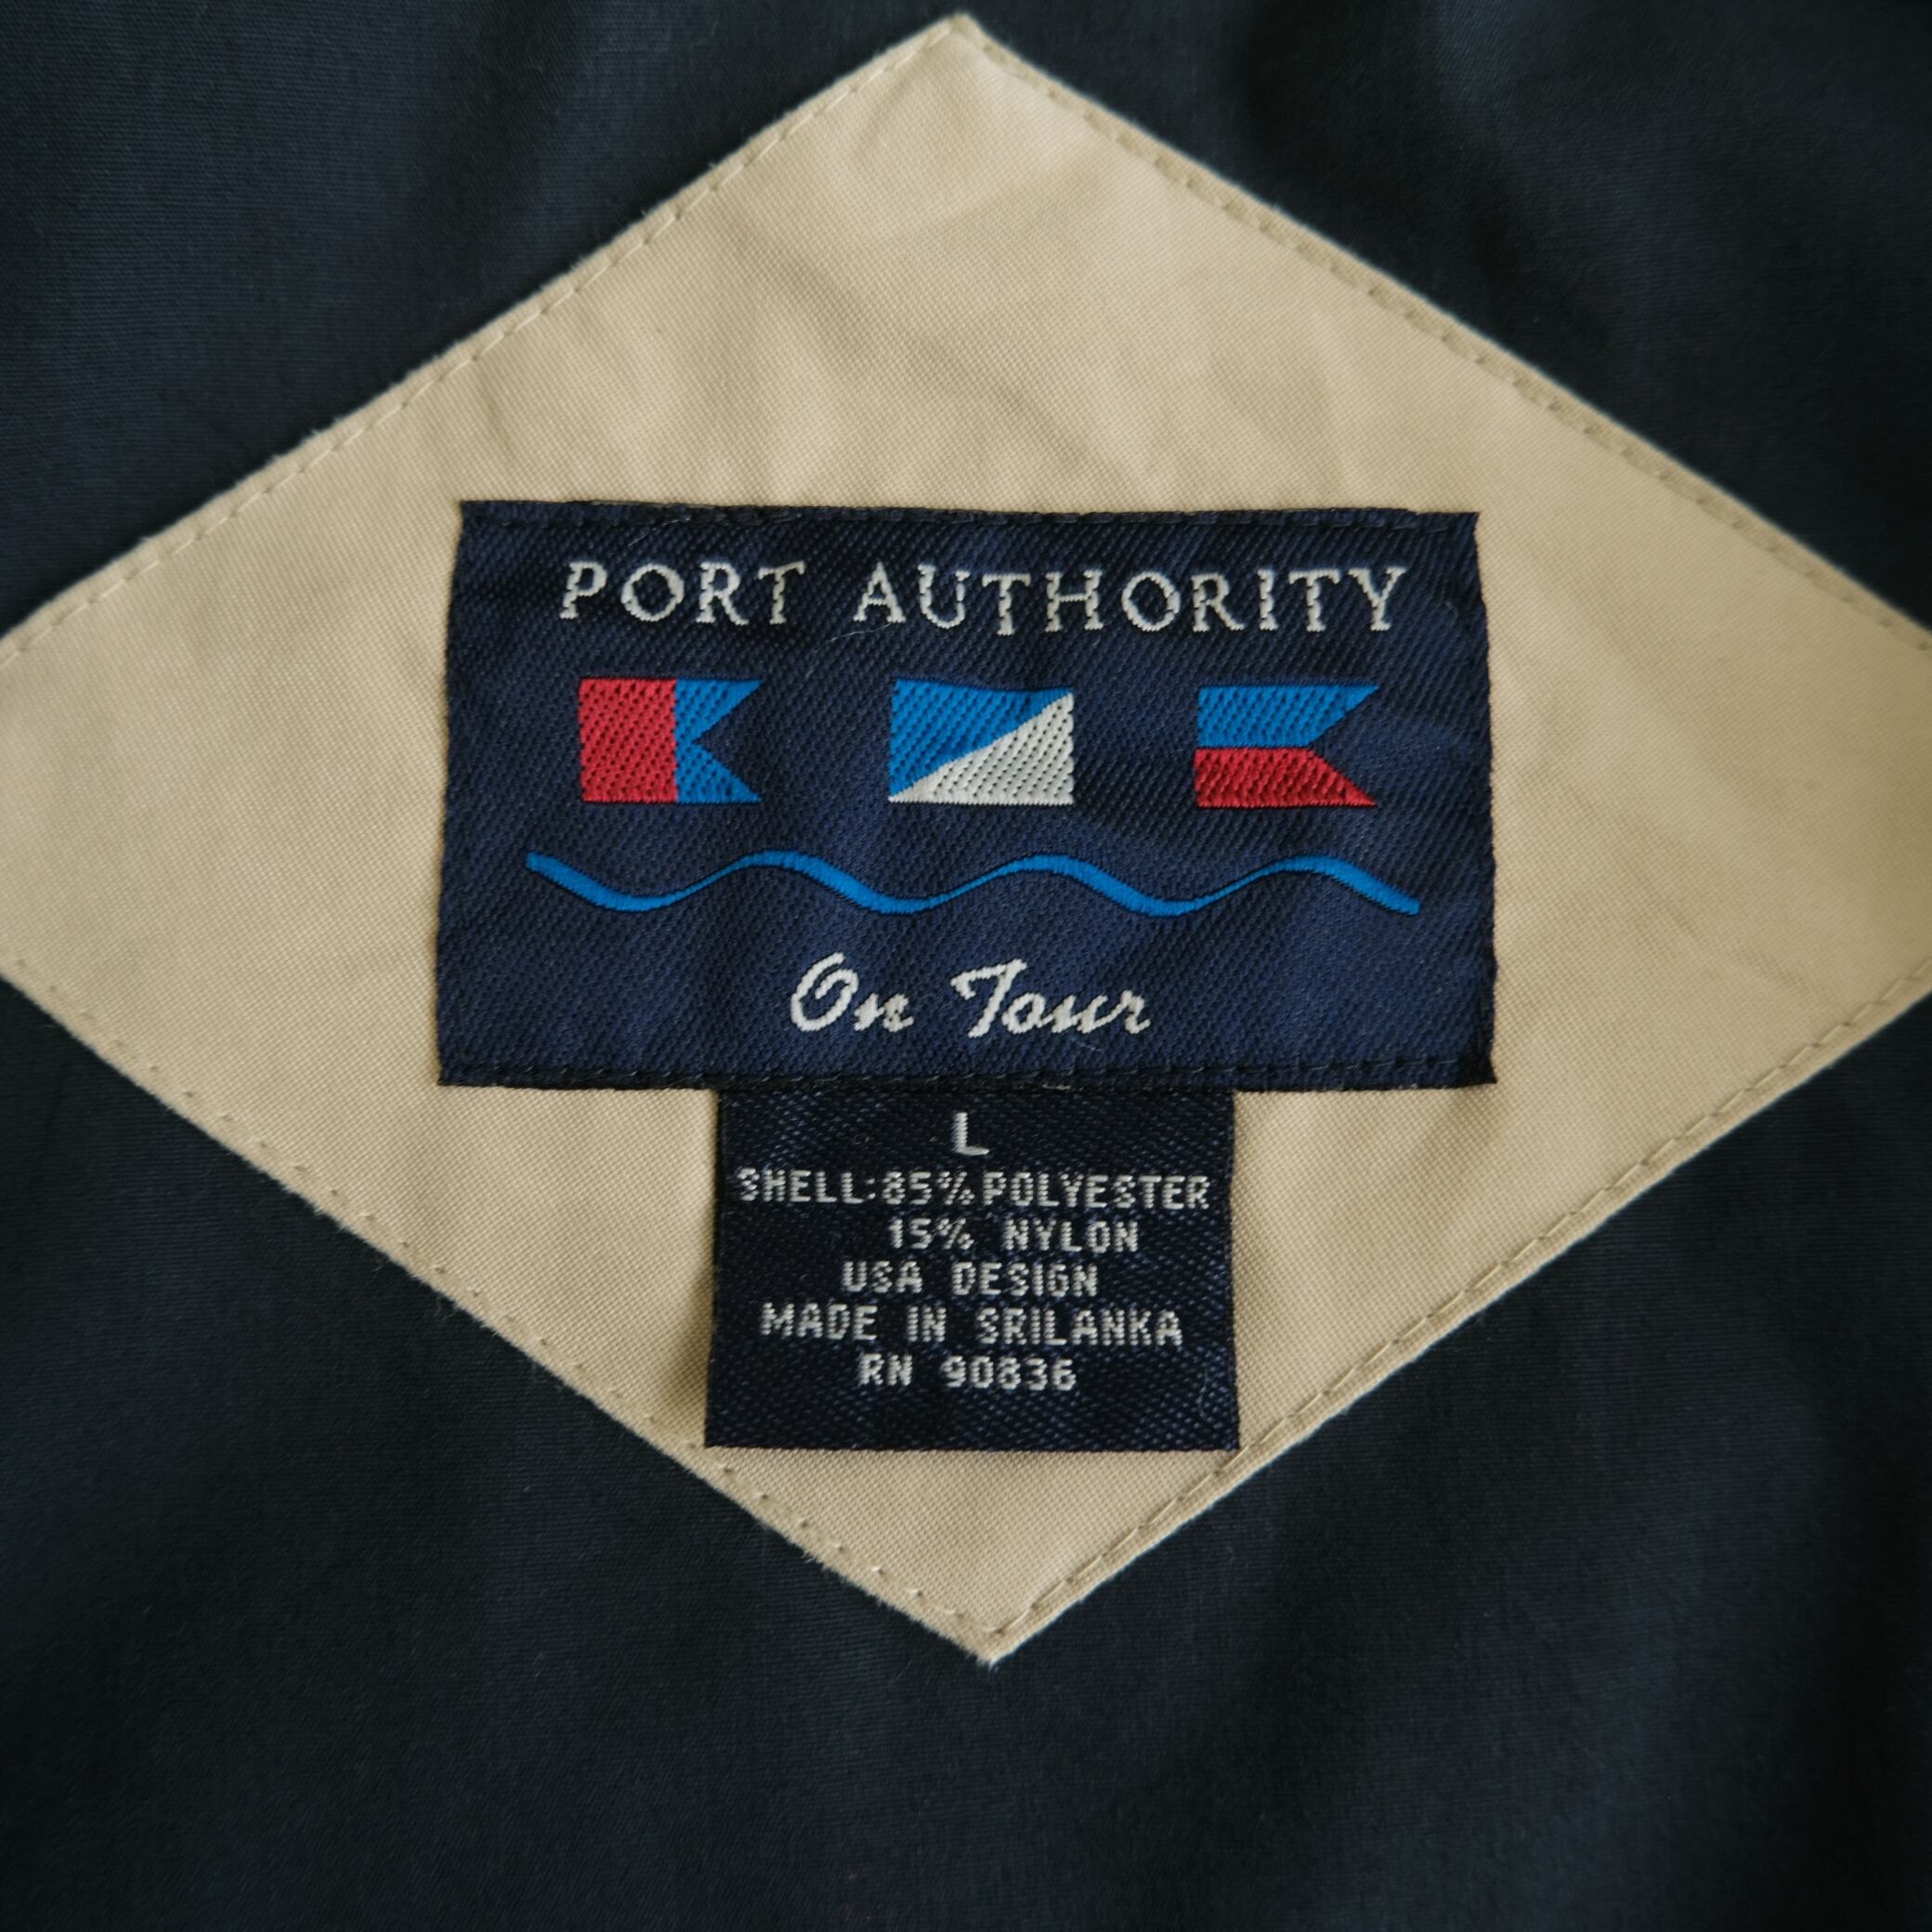 PORT AUTHORITY
On Tour
L
SHELL:85% POLYESTER
15% NYLON
USA DESIGN
MADE IN SRILANKA
RN 90836